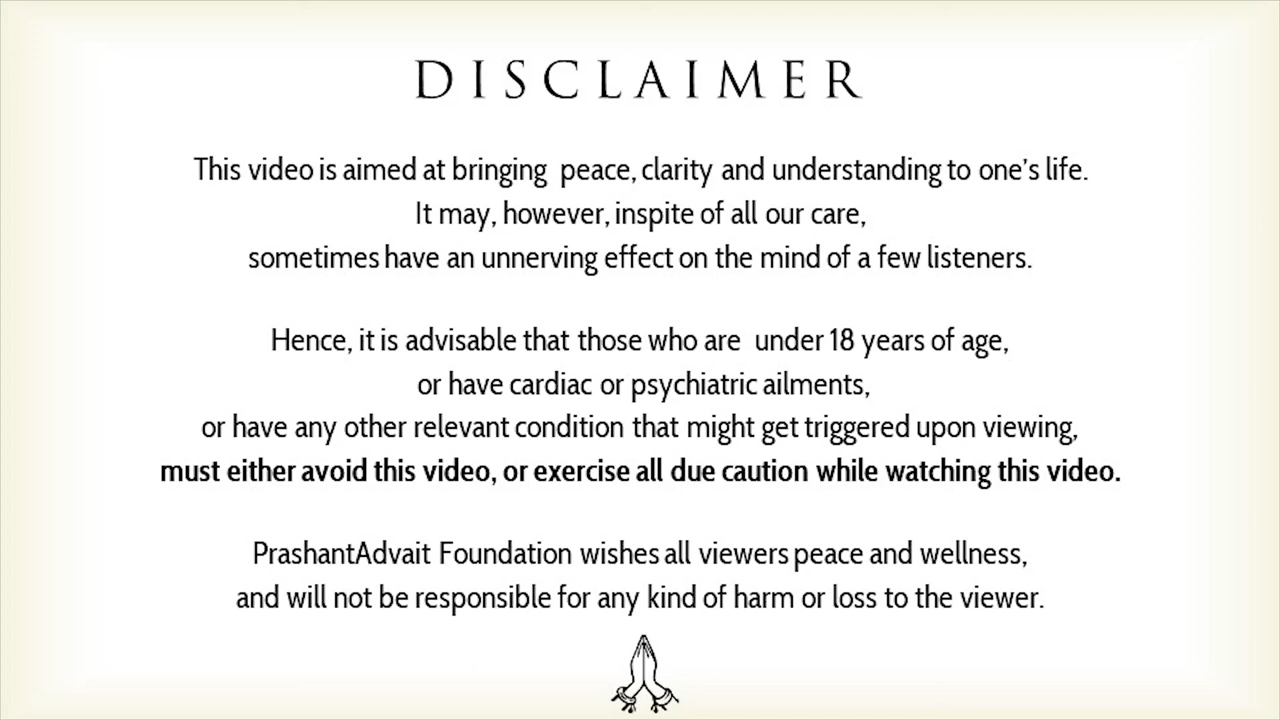 DISCLAIMER
This video is aimed at bringing peace, clarity and understanding to one's life.
It may, however, inspite of all our care,
sometimes have an unnerving effect on the mind of a few listeners.
Hence, it is advisable that those who are under 18 years of age,
or have cardiac or psychiatric ailments,
or have any other relevant condition that might get triggered upon viewing,
must either avoid this video, or exercise all due caution while watching this video.
PrashantAdvait Foundation wishes all viewers peace and wellness,
and will not be responsible for any kind of harm or loss to the viewer.